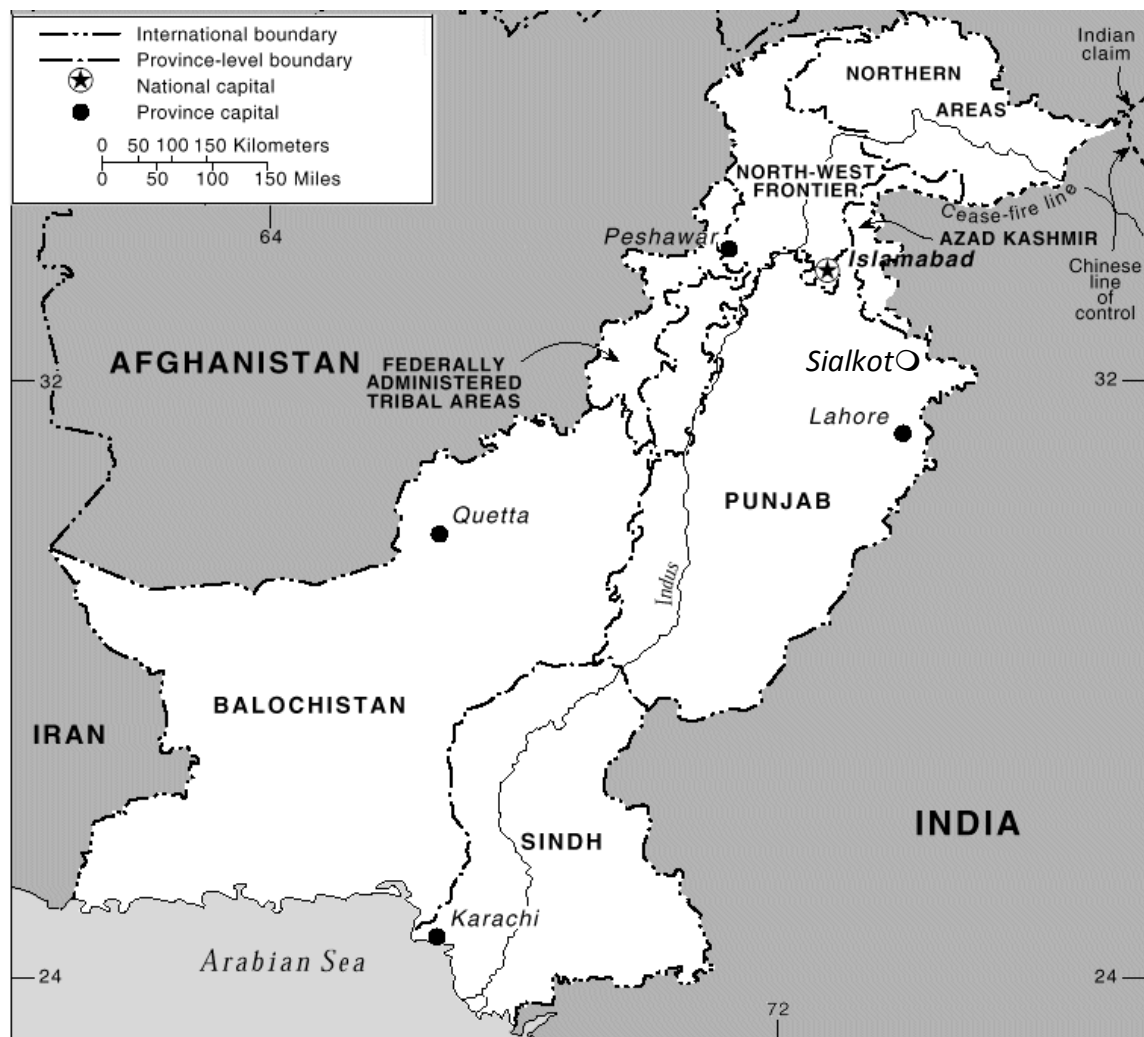 International boundary
Province-level boundary
National capital
Province capital
0 50 100 150 Kilometers
0 50 100 150 Miles
Indian
claim
NORTHERN
AREAS
NORTH-WEST
FRONTIER
Cease-fire line
64
Peshawar
AZAD KASHMIR
Islamabad
Chinese
line
of
control
AFGHANISTAN
FEDERALLY
ADMINISTERED
TRIBAL AREAS
Sialkot
32
32
Lahore
PUNJAB
Quetta
Indus
BALOCHISTAN
IRAN
SINDH
INDIA
Karachi
Arabian Sea
24
24
72